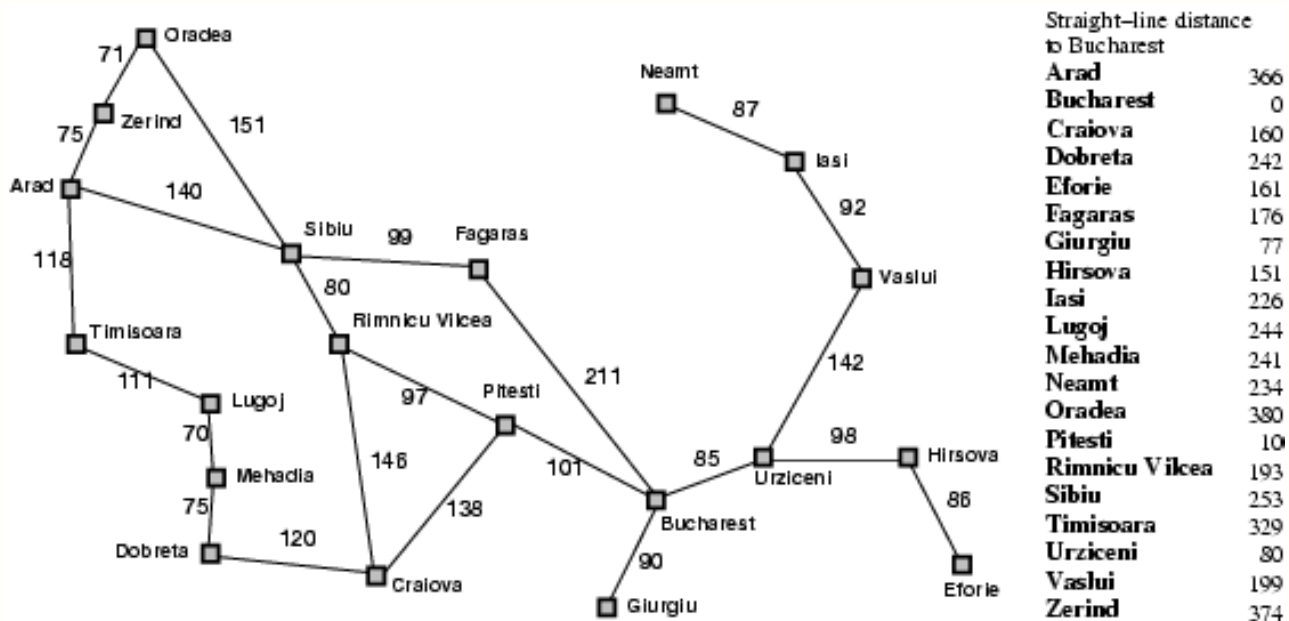 Oradea
71
Neamt
87
Zerind
151
75
Iasi
Arad
140
92
Sibiu
99
Fagaras
118
80
Vaslui
Rimnicu Vilcea
Timisoara
111
142
211
Lugoj
97
Pitesti
70
98
Hirsova
146
85
Mehadia
101
Urziceni
75
138
86
Bucharest
120
Dobreta
90
Craiova
Eforie
Giurgiu
Straight–line distance
to Bucharest
Arad 366
Bucharest 0
Craiova 160
Dobreta 242
Eforie 161
Fagaras 176
Giurgiu 77
Hirsova 151
Iasi 226
Lugoj 244
Mehadia 241
Neamt 234
Oradea 380
Pitesti 10
Rimnicu Vilcea 193
Sibiu 253
Timisoara 329
Urziceni 80
Vaslui 199
Zerind 374